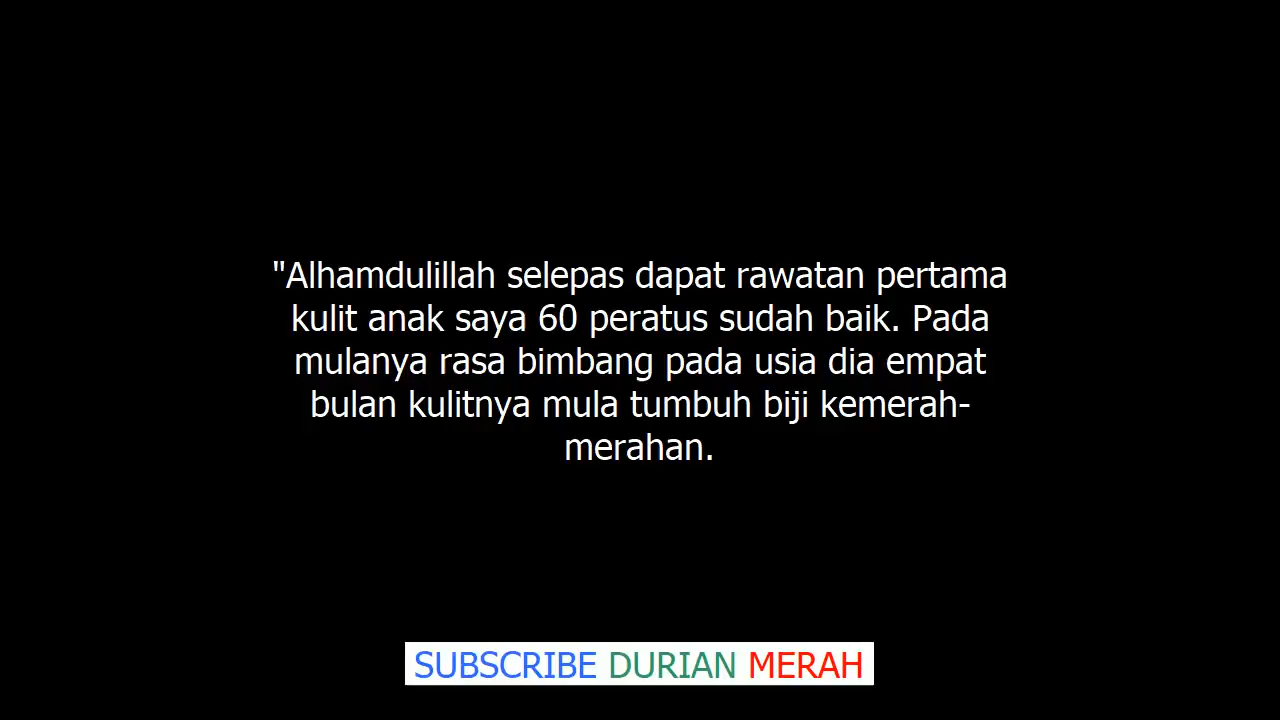 "Alhamdulillah selepas dapat rawatan pertama
kulit anak saya 60 peratus sudah baik. Pada
mulanya rasa bimbang pada usia dia empat
bulan kulitnya mula tumbuh biji kemerah-
merahan.
SUBSCRIBE DURIAN MERAH